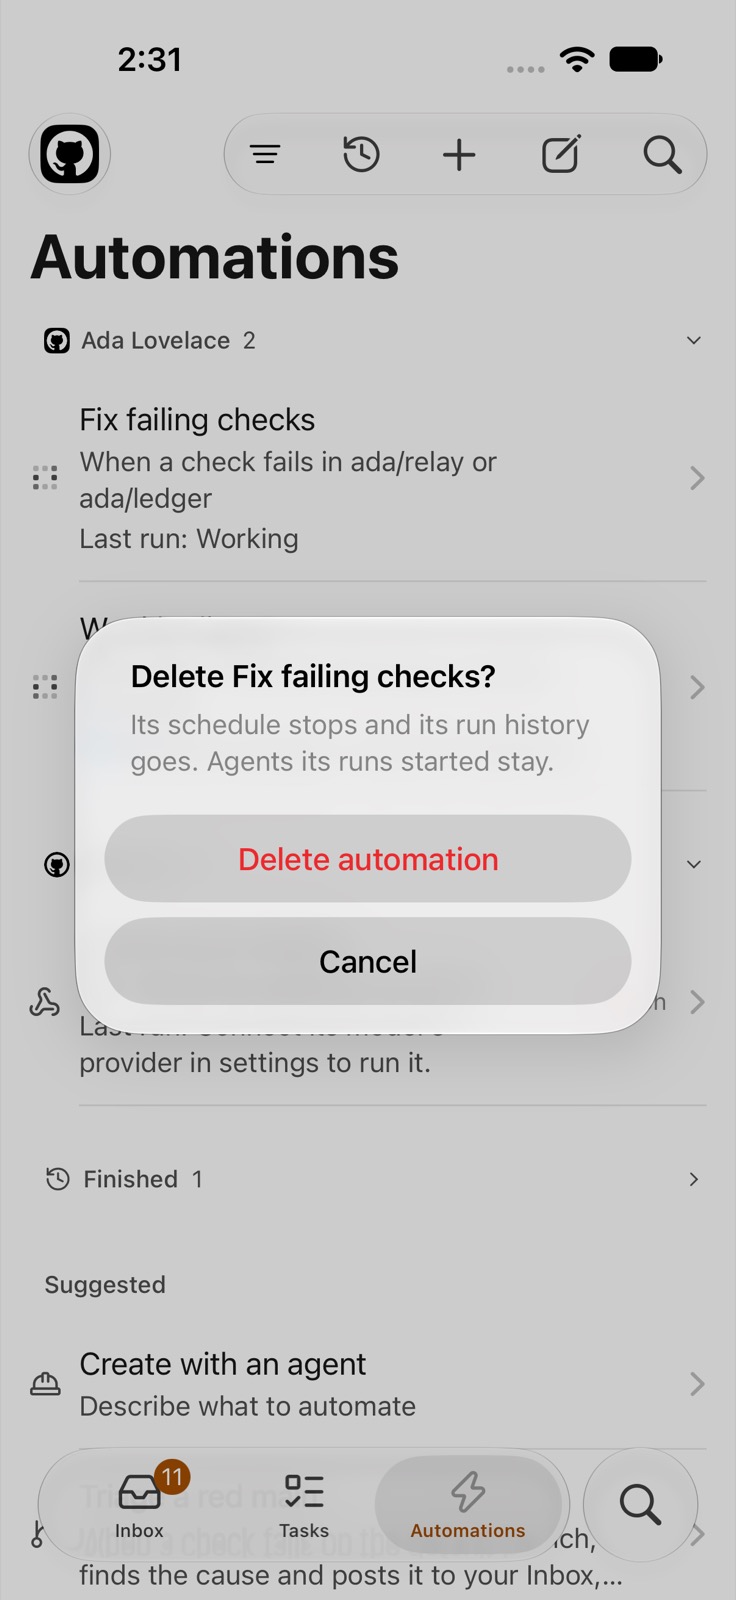 2:31
Automations
Ada Lovelace 2
Fix failing checks
When a check fails in ada/relay or
ada/ledger
Last run: Working
Delete Fix failing checks?
Its schedule stops and its run history
goes. Agents its runs started stay.
Delete automation
Cancel
provider in settings to run it.
Finished 1
Suggested
Create with an agent
Describe what to automate
11
Inbox
Tasks
Automations
finds the cause and posts it to your Inbox,...